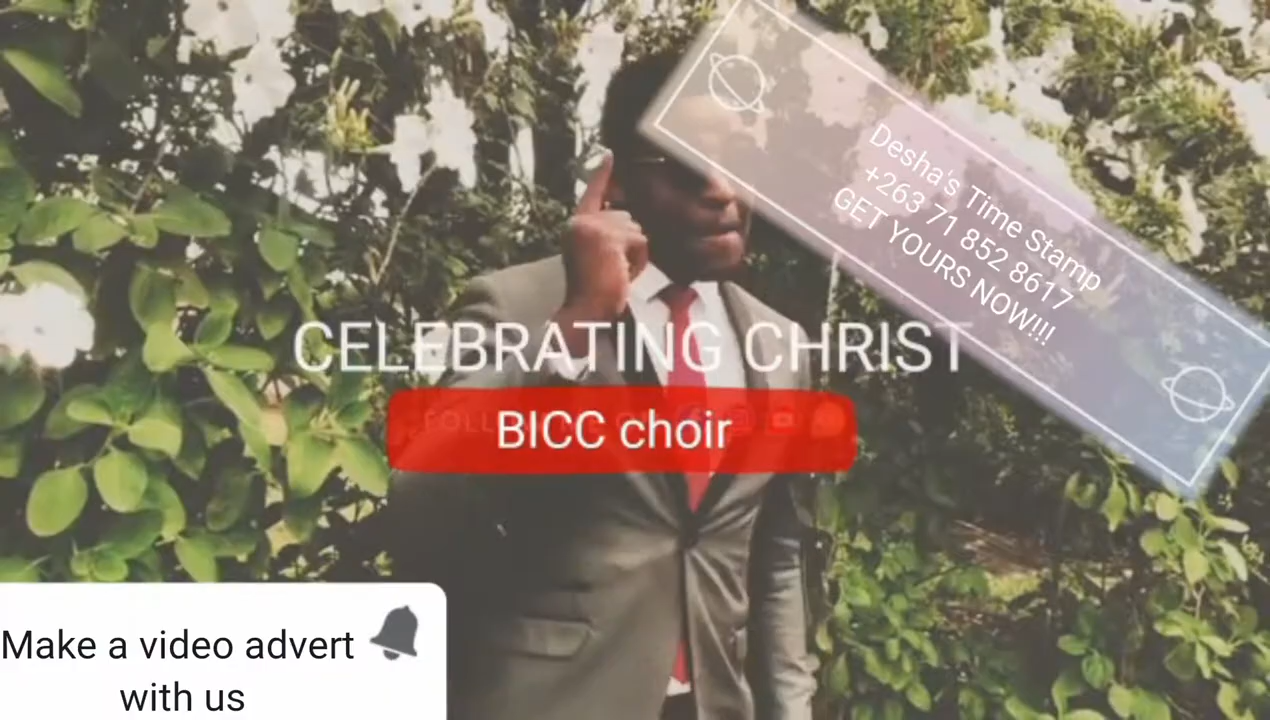 Desha's Time Stamp
+263 71 852 8617
GET YOURS NOW!!!
CELEBRATING CHRIST
BICC choir
Make a video advert
with us